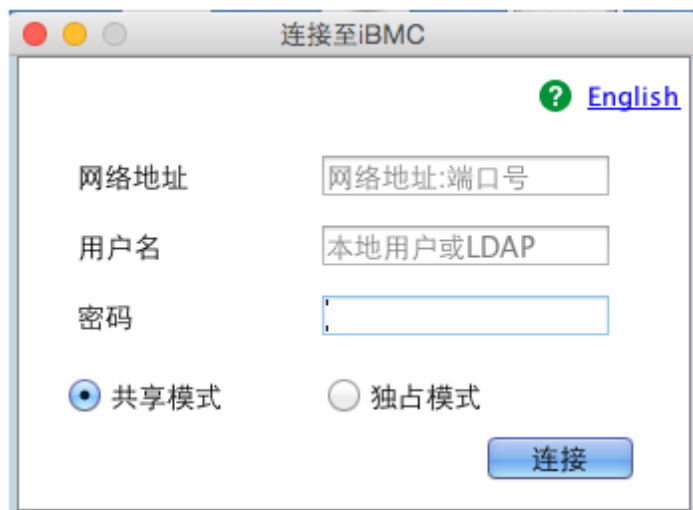 连接至iBMC
? English
网络地址 网络地址:端口号
用户名 本地用户或LDAP
密码
共享模式 独占模式
连接